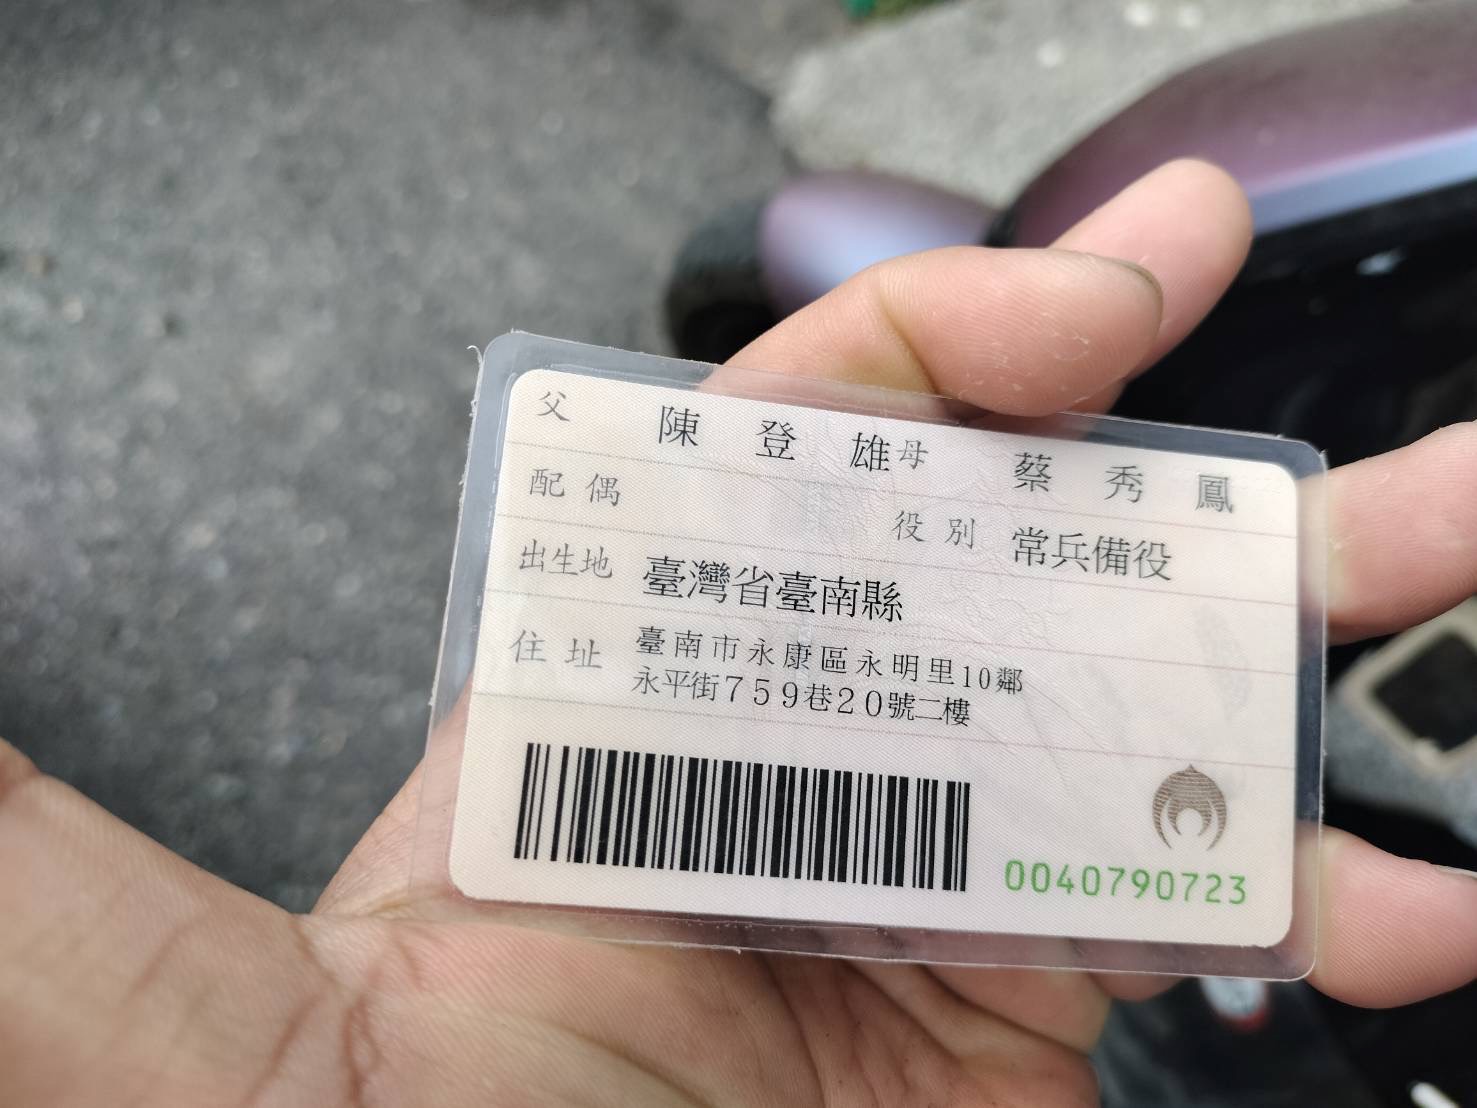 父 陳登雄 母 蔡秀鳳
配偶 役別 常兵備役
出生地 臺灣省臺南縣
住址 臺南市永康區永明里10鄰
永平街759巷20號二樓
0040790723